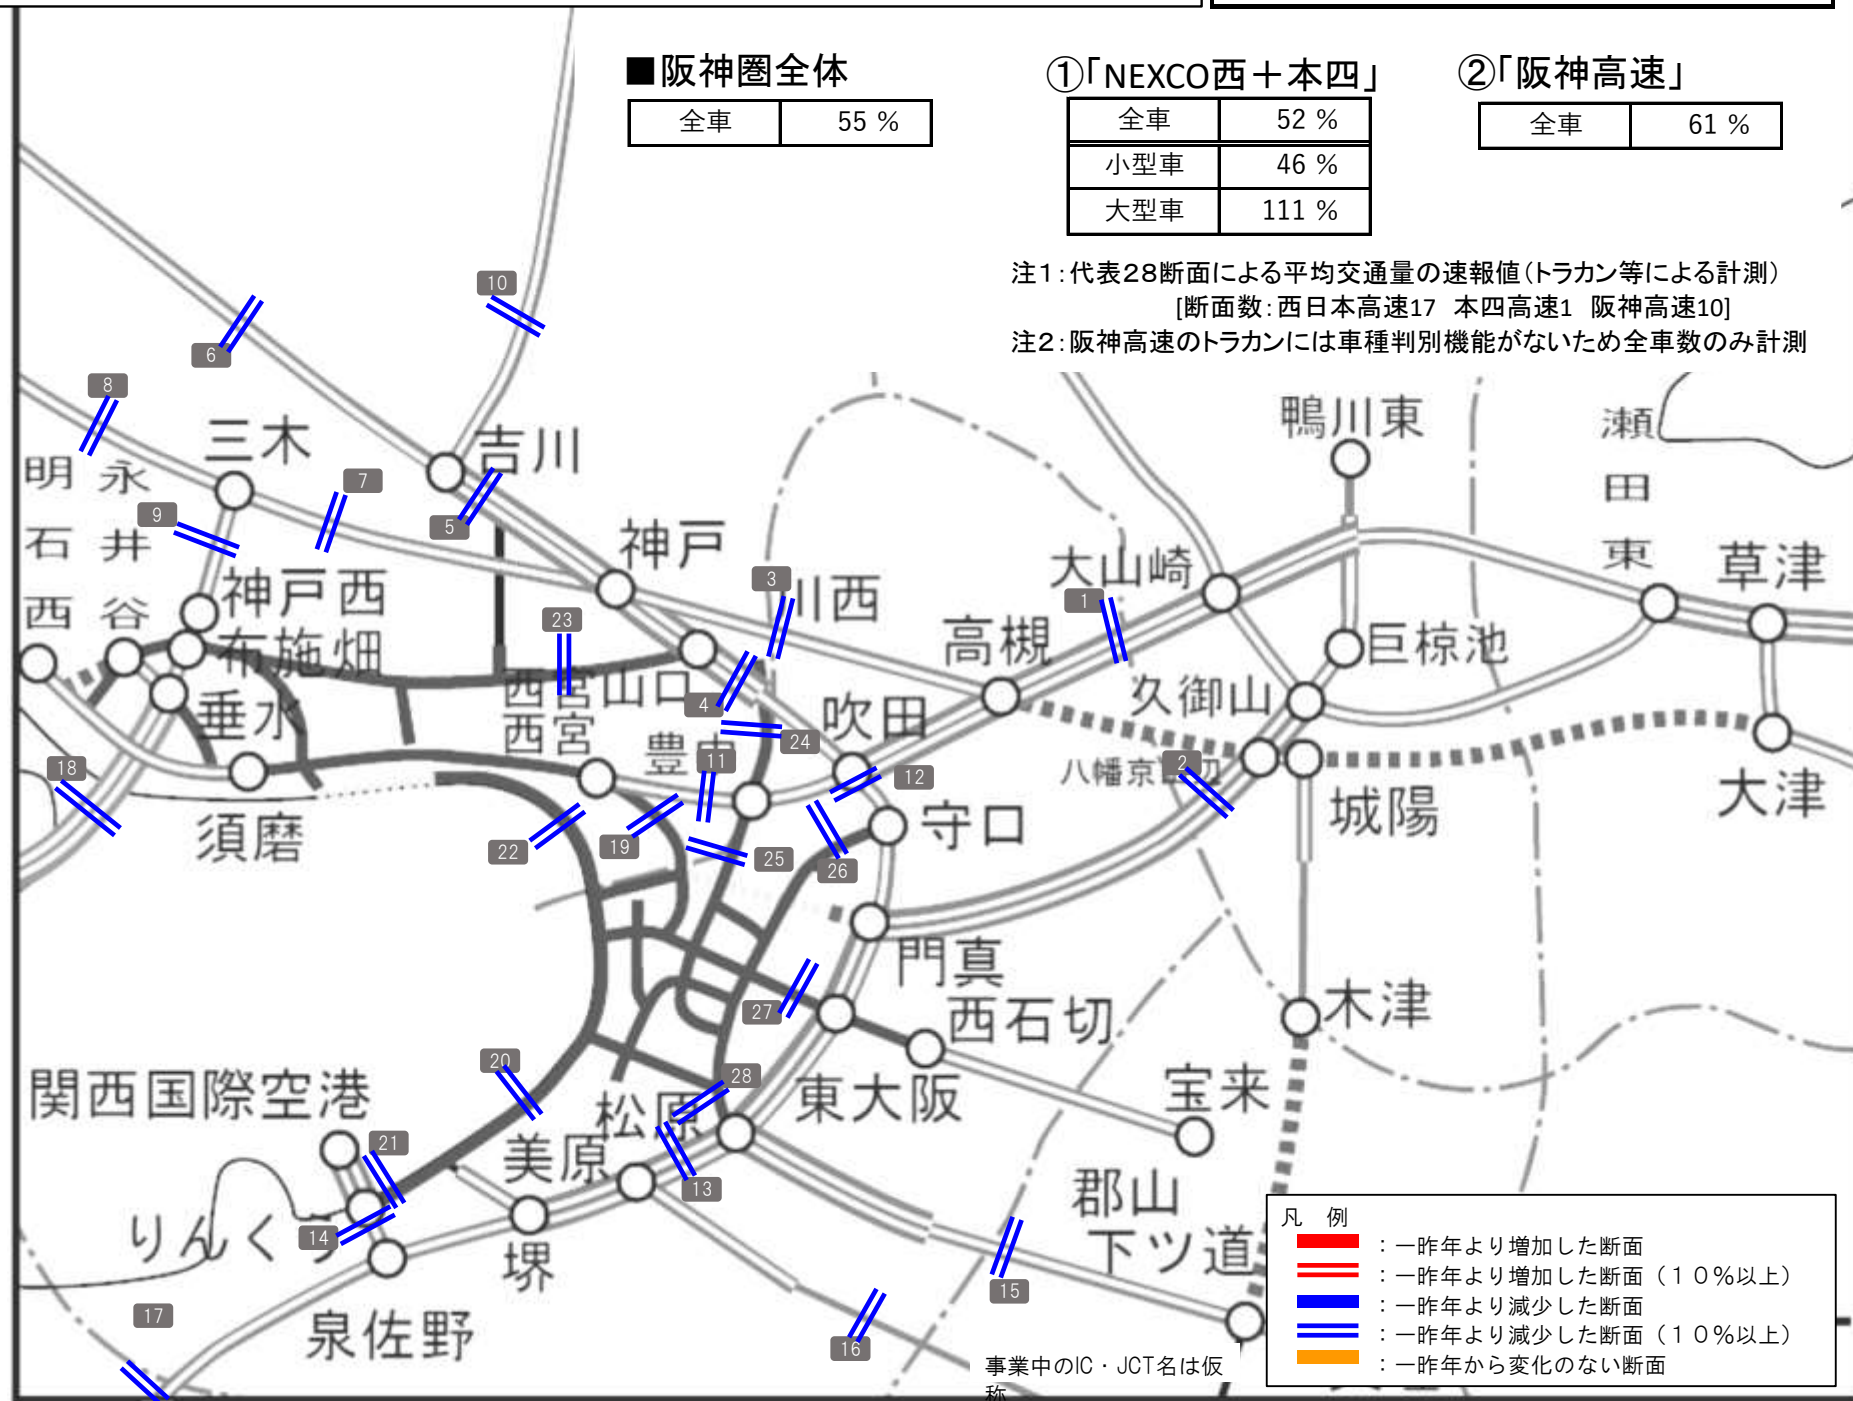 ■阪神圏全体
全車 55 %
①「NEXCO西＋本四」
全車 52 %
小型車 46 %
大型車 111 %
②「阪神高速」
全車 61 %
注１：代表２８断面による平均交通量の速報値（トラカン等による計測）
[断面数：西日本高速17　本四高速1　阪神高速10]
注２：阪神高速のトラカンには車種判別機能がないため全車数のみ計測
10
6
8
三木
吉川
鴨川東
瀬田東
明石西
永井谷
7
9
5
神戸
大山崎
草津
神戸西
3
川西
1
23
布施畑
高槻
巨椋池
西宮山口
4
久御山
垂水
西宮
吹田
豊中
24
11
12
2
18
城陽
大津
須磨
守口
22
19
25
26
門真
27
西石切
木津
関西国際空港
20
28
松原
東大阪
宝来
21
美原
13
郡山
りんくう
14
下ツ道
堺
15
17
泉佐野
16
事業中のIC・JCT名は仮
称
凡　例
：一昨年より増加した断面
：一昨年より増加した断面（１０％以上）
：一昨年より減少した断面
：一昨年より減少した断面（１０％以上）
：一昨年から変化のない断面